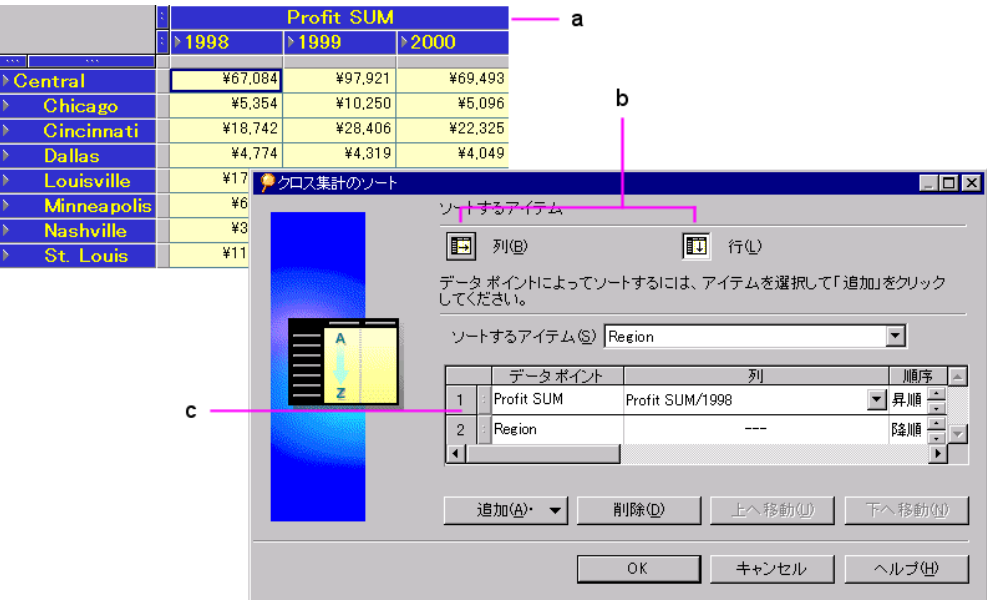 Profit SUM
a
1998 1999 2000
Central ¥67,084 ¥97,921 ¥69,493
Chicago ¥5,354 ¥10,250 ¥5,096
b
Cincinnati ¥18,742 ¥28,406 ¥22,325
Dallas ¥4,774 ¥4,319 ¥4,049
Louisville ¥17
Minneapolis ¥6
Nashville ¥3
St. Louis ¥11
クロス集計のソート
ソートするアイテム
列(B) 行(L)
データ ポイントによってソートするには、アイテムを選択して「追加」をクリック
してください。
ソートするアイテム(S) Region
データ ポイント 列 順序
1 Profit SUM Profit SUM/1998 昇順
2 Region --- 降順
A
Z
c
追加(A)· 削除(D) 上へ移動(U) 下へ移動(N)
OK キャンセル ヘルプ(H)